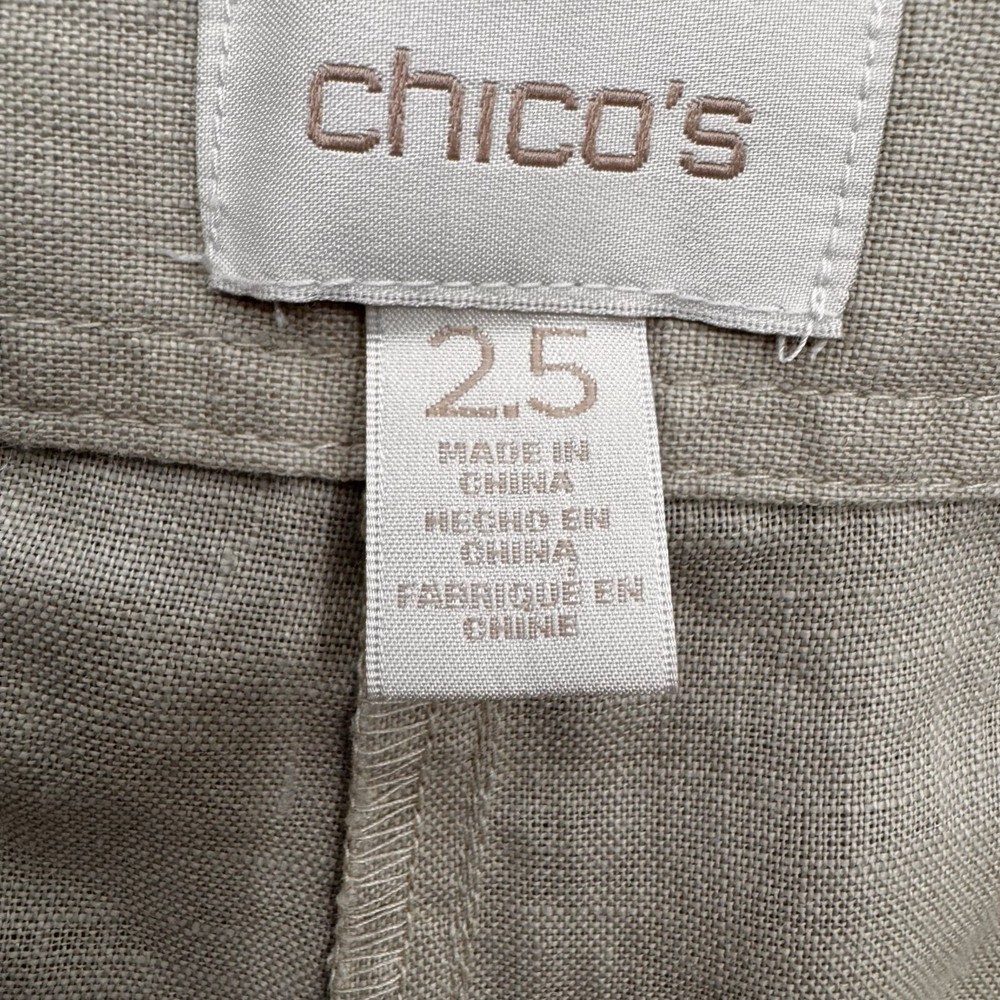 chico's
2.5
MADE IN
CHINA
HECHO EN
CHINA
FABRIQUÉ EN
CHINE